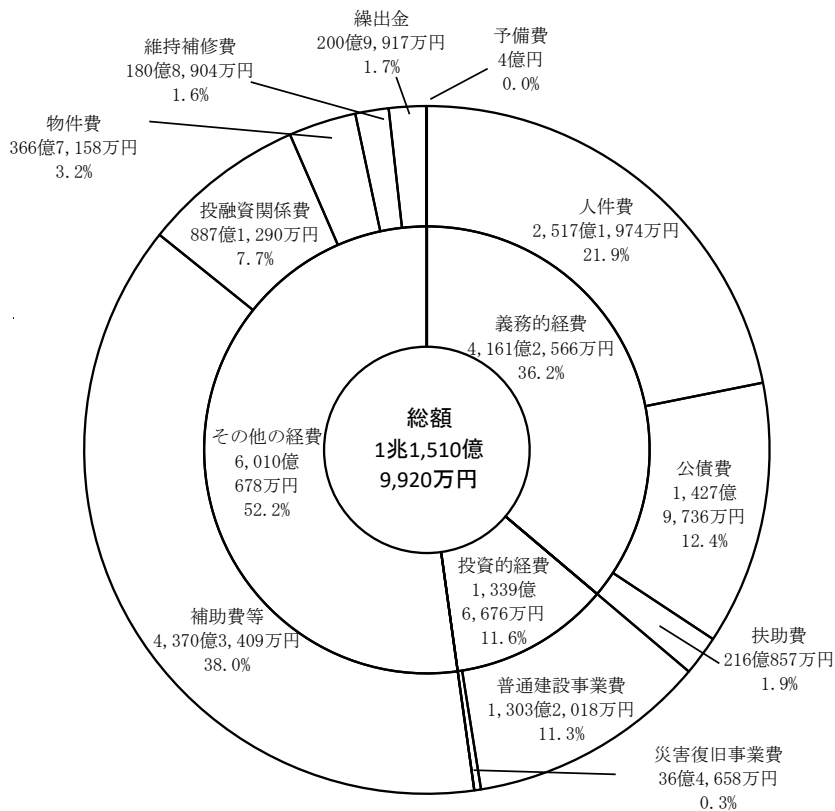 繰出金
200億9,917万円
1.7%
予備費
4億円
0.0%
維持補修費
180億8,904万円
1.6%
物件費
366億7,158万円
3.2%
投融資関係費
887億1,290万円
7.7%
人件費
2,517億1,974万円
21.9%
義務的経費
4,161億2,566万円
36.2%
総額
1兆1,510億
9,920万円
その他の経費
6,010億
678万円
52.2%
公債費
1,427億
9,736万円
12.4%
投資的経費
1,339億
6,676万円
11.6%
補助費等
4,370億3,409万円
38.0%
扶助費
216億857万円
1.9%
普通建設事業費
1,303億2,018万円
11.3%
災害復旧事業費
36億4,658万円
0.3%